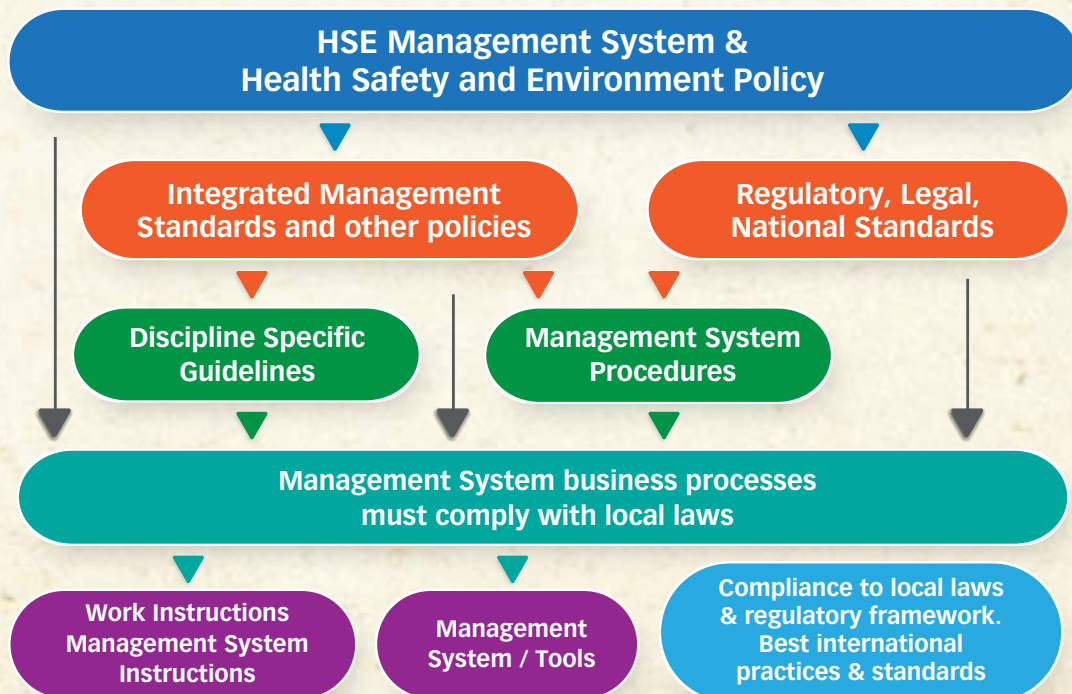 HSE Management System &
Health Safety and Environment Policy
Integrated Management
Standards and other policies
Regulatory, Legal,
National Standards
Discipline Specific
Guidelines
Management System
Procedures
Management System business processes
must comply with local laws
Work Instructions
Management System
Instructions
Management
System / Tools
Compliance to local laws
& regulatory framework.
Best international
practices & standards